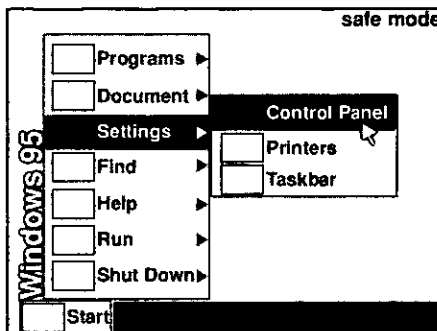 safe mode
Programs
Document
Settings
Control Panel
Find
Printers
Help
Taskbar
Run
Shut Down
Windows 95
Start